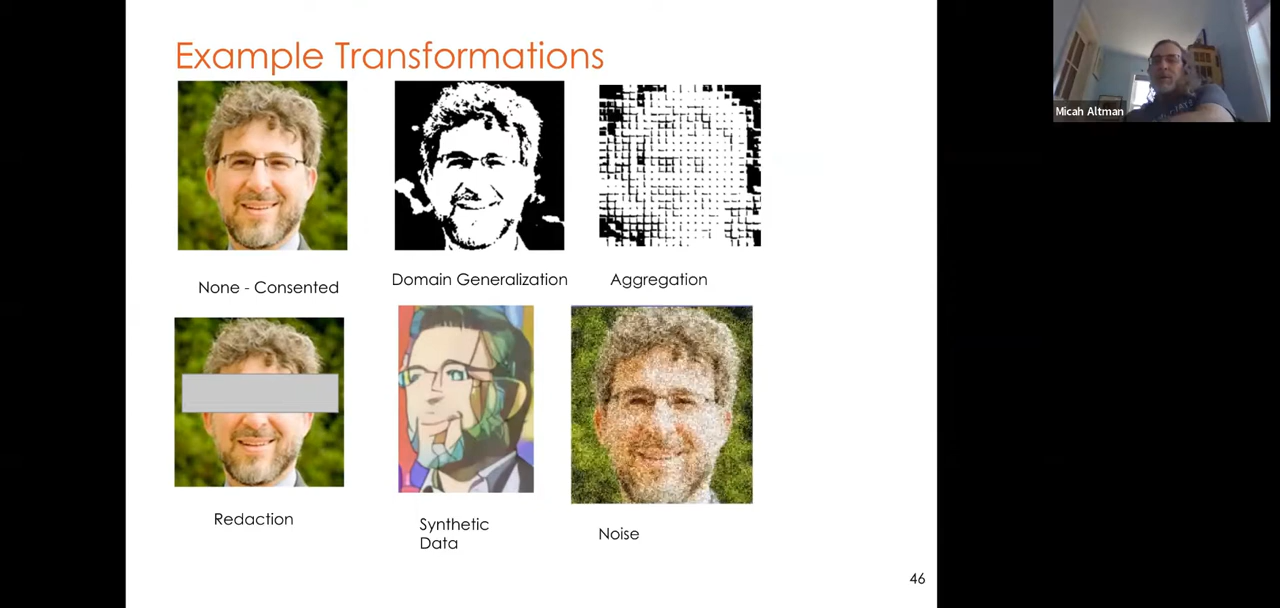 Example Transformations
Micah Altman
None - Consented
Domain Generalization
Aggregation
Redaction
Synthetic
Data
Noise
46